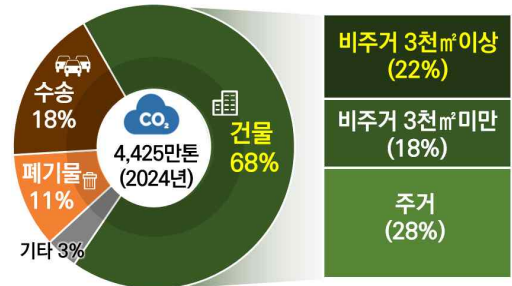 수송
18%
폐기물
11%
기타 3%
CO₂
4,425만톤
(2024년)
건물
68%
비주거 3천㎡이상
(22%)
비주거 3천㎡미만
(18%)
주거
(28%)